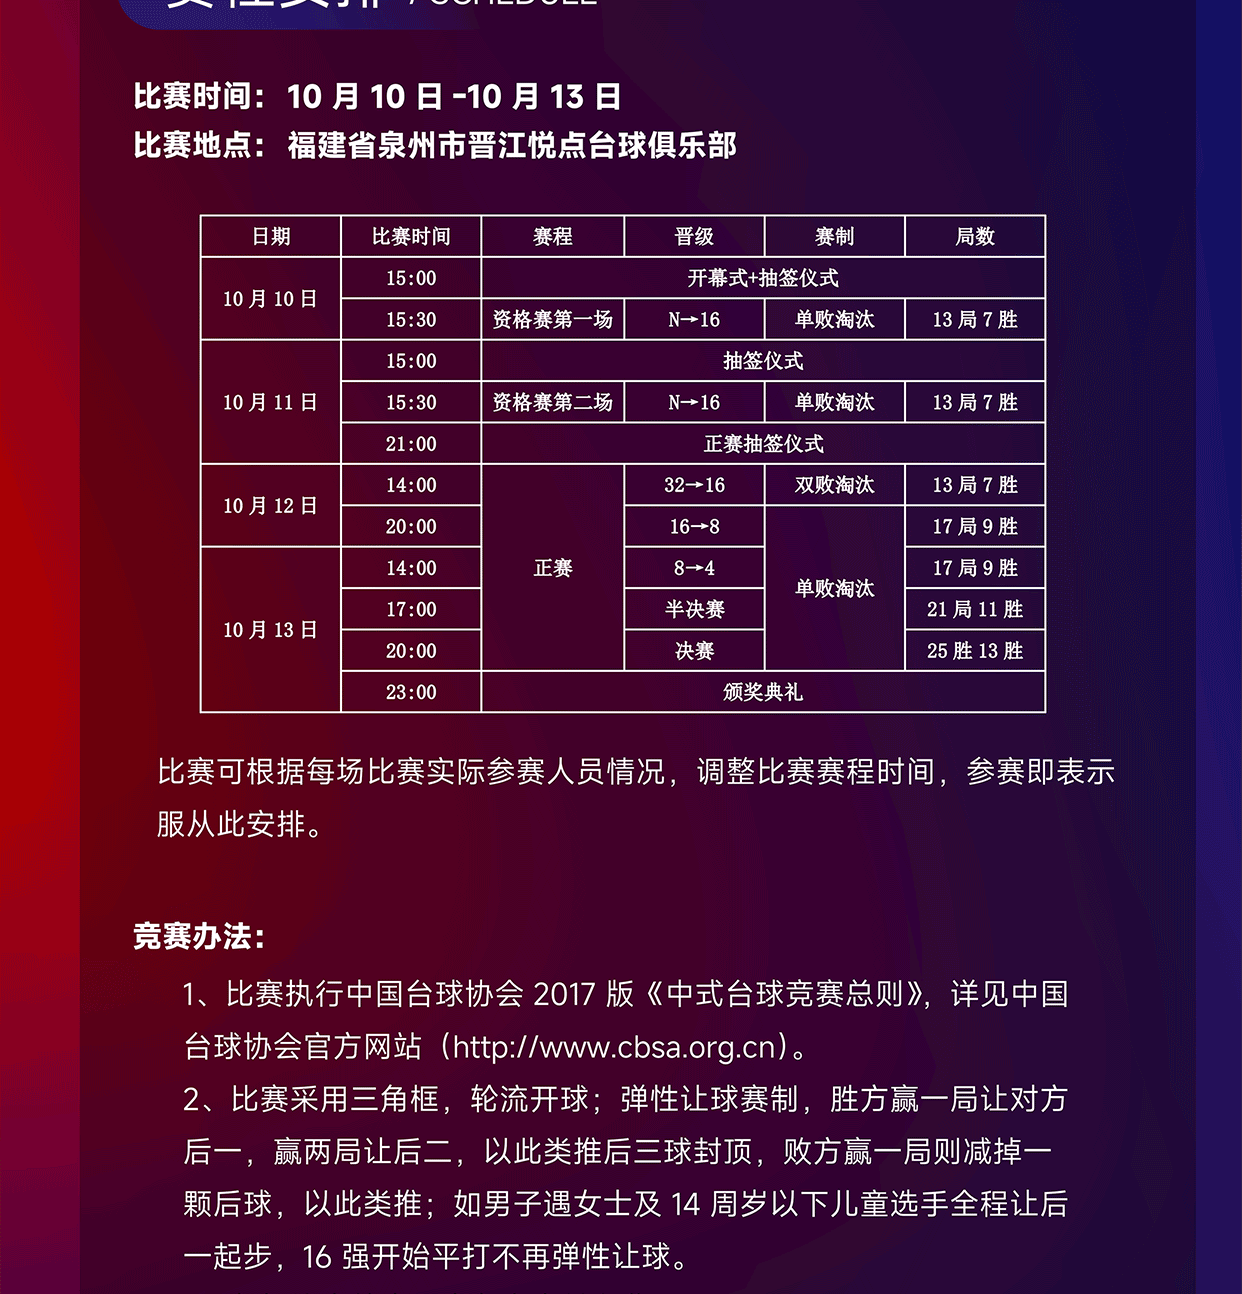 赛程安排 / SCHEDULE
比赛时间： 10 月 10 日 -10 月 13 日
比赛地点： 福建省泉州市晋江悦点台球俱乐部
日期 比赛时间 赛程 晋级 赛制 局数
10 月 10 日 15:00 开幕式+抽签仪式
15:30 资格赛第一场 N→16 单败淘汰 13 局 7 胜
10 月 11 日 15:00 抽签仪式
15:30 资格赛第二场 N→16 单败淘汰 13 局 7 胜
21:00 正赛抽签仪式
10 月 12 日 14:00 正赛 32→16 双败淘汰 13 局 7 胜
20:00 16→8 单败淘汰 17 局 9 胜
10 月 13 日 14:00 8→4 17 局 9 胜
17:00 半决赛 21 局 11 胜
20:00 决赛 25 胜 13 胜
23:00 颁奖典礼
比赛可根据每场比赛实际参赛人员情况，调整比赛赛程时间，参赛即表示
服从此安排。
竞赛办法：
1、比赛执行中国台球协会 2017 版《中式台球竞赛总则》，详见中国
台球协会官方网站（http://www.cbsa.org.cn）。
2、比赛采用三角框，轮流开球；弹性让球赛制，胜方赢一局让对方
后一，赢两局让后二，以此类推后三球封顶，败方赢一局则减掉一
颗后球，以此类推；如男子遇女士及 14 周岁以下儿童选手全程让后
一起步，16 强开始平打不再弹性让球。